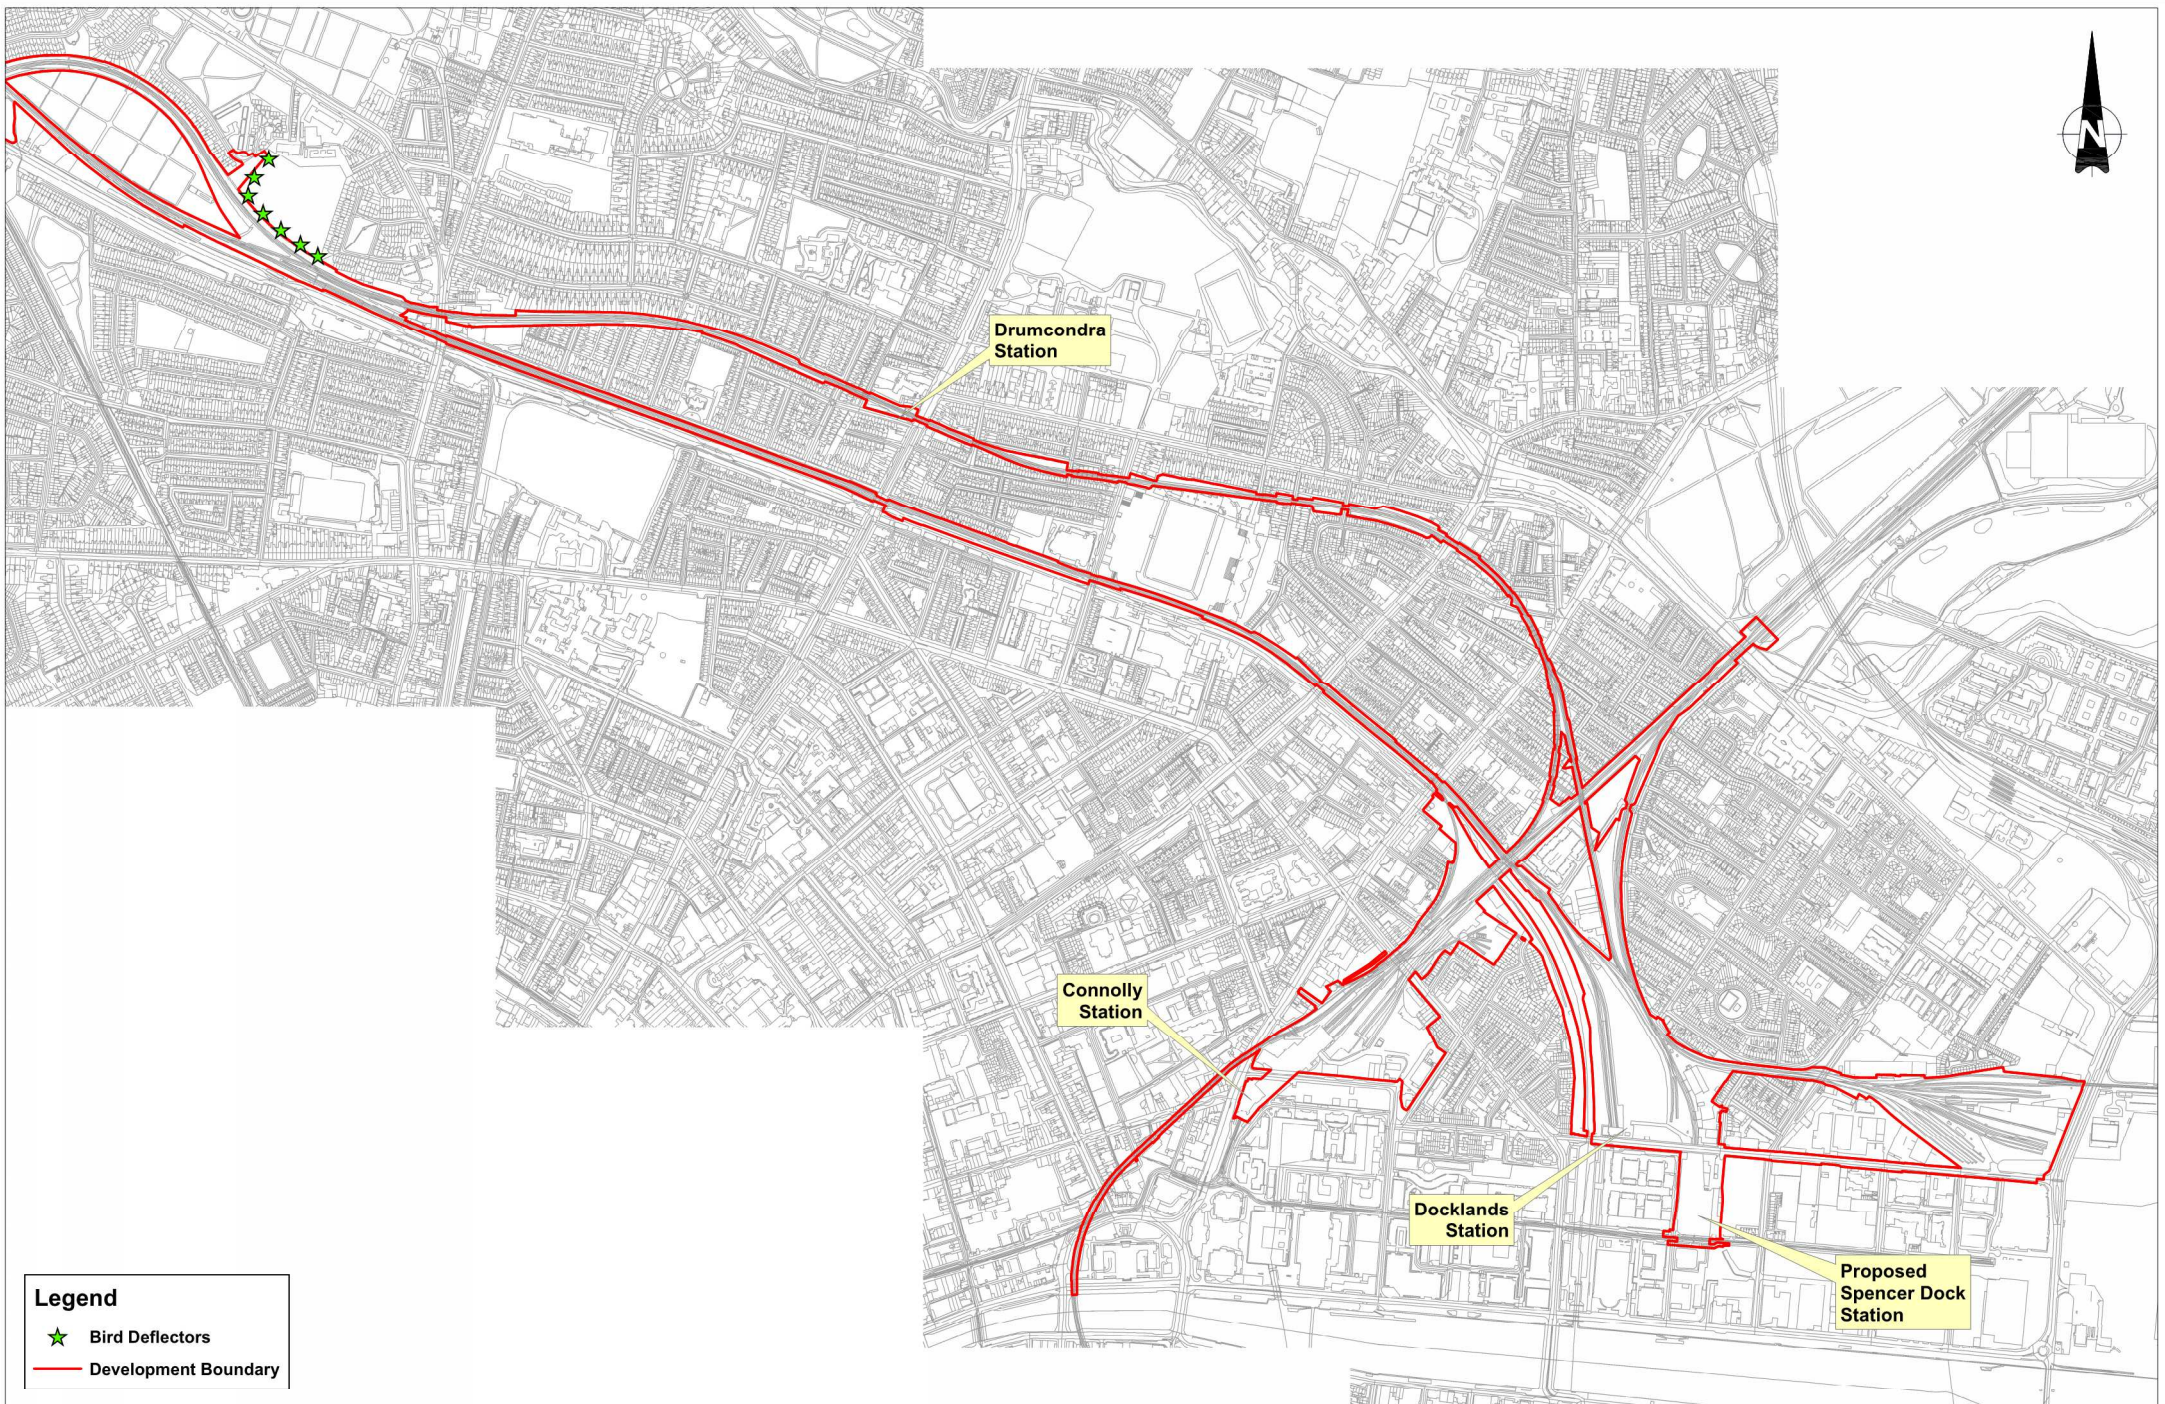 N
Drumcondra
Station
Connolly
Station
Docklands
Station
Proposed
Spencer Dock
Station
Legend
Bird Deflectors
Development Boundary